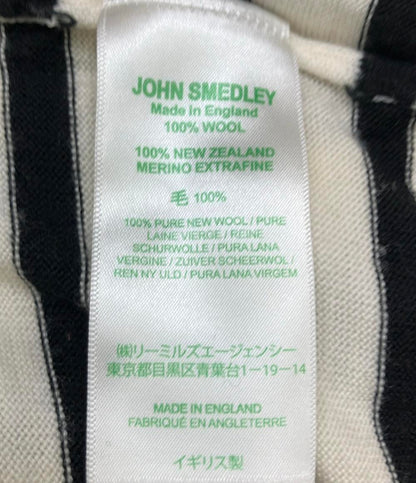 JOHN SMEDLEY
Made in England
100% WOOL
100% NEW ZEALAND
MERINO EXTRAFINE
毛 100%
100% PURE NEW WOOL / PURE
LAINE VIERGE / REINE
SCHURWOLLE / PURA LANA
VERGINE / ZUIVER SCHEERWOL /
REN NY ULD / PURA LANA VIRGEM
㈱リーミルズエージェンシー
東京都目黒区青葉台1-19-14
MADE IN ENGLAND
FABRIQUÉ EN ANGLETERRE
イギリス製